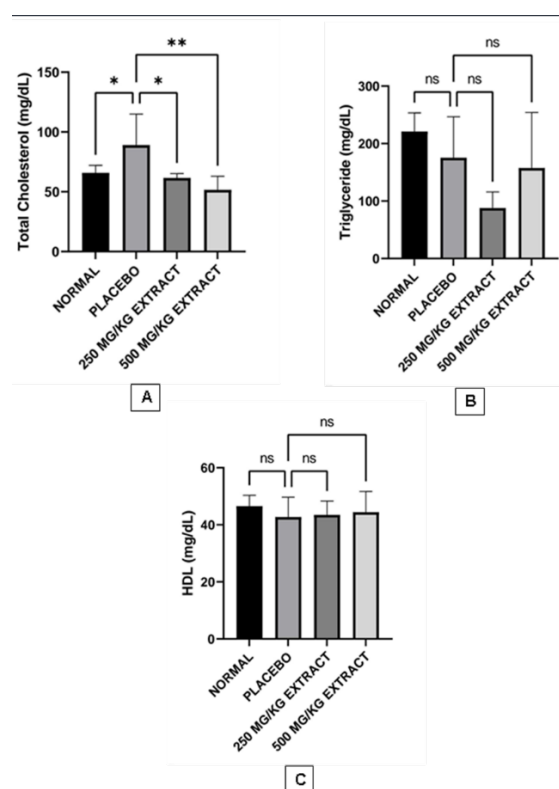 **
*
*
Total Cholesterol (mg/dL)
150
100
50
0
NORMAL
PLACEBO
250 MG/KG EXTRACT
500 MG/KG EXTRACT
A
ns
ns
ns
Triglyceride (mg/dL)
300
200
100
0
NORMAL
PLACEBO
250 MG/KG EXTRACT
500 MG/KG EXTRACT
B
ns
ns
ns
HDL (mg/dL)
60
40
20
0
NORMAL
PLACEBO
250 MG/KG EXTRACT
500 MG/KG EXTRACT
C